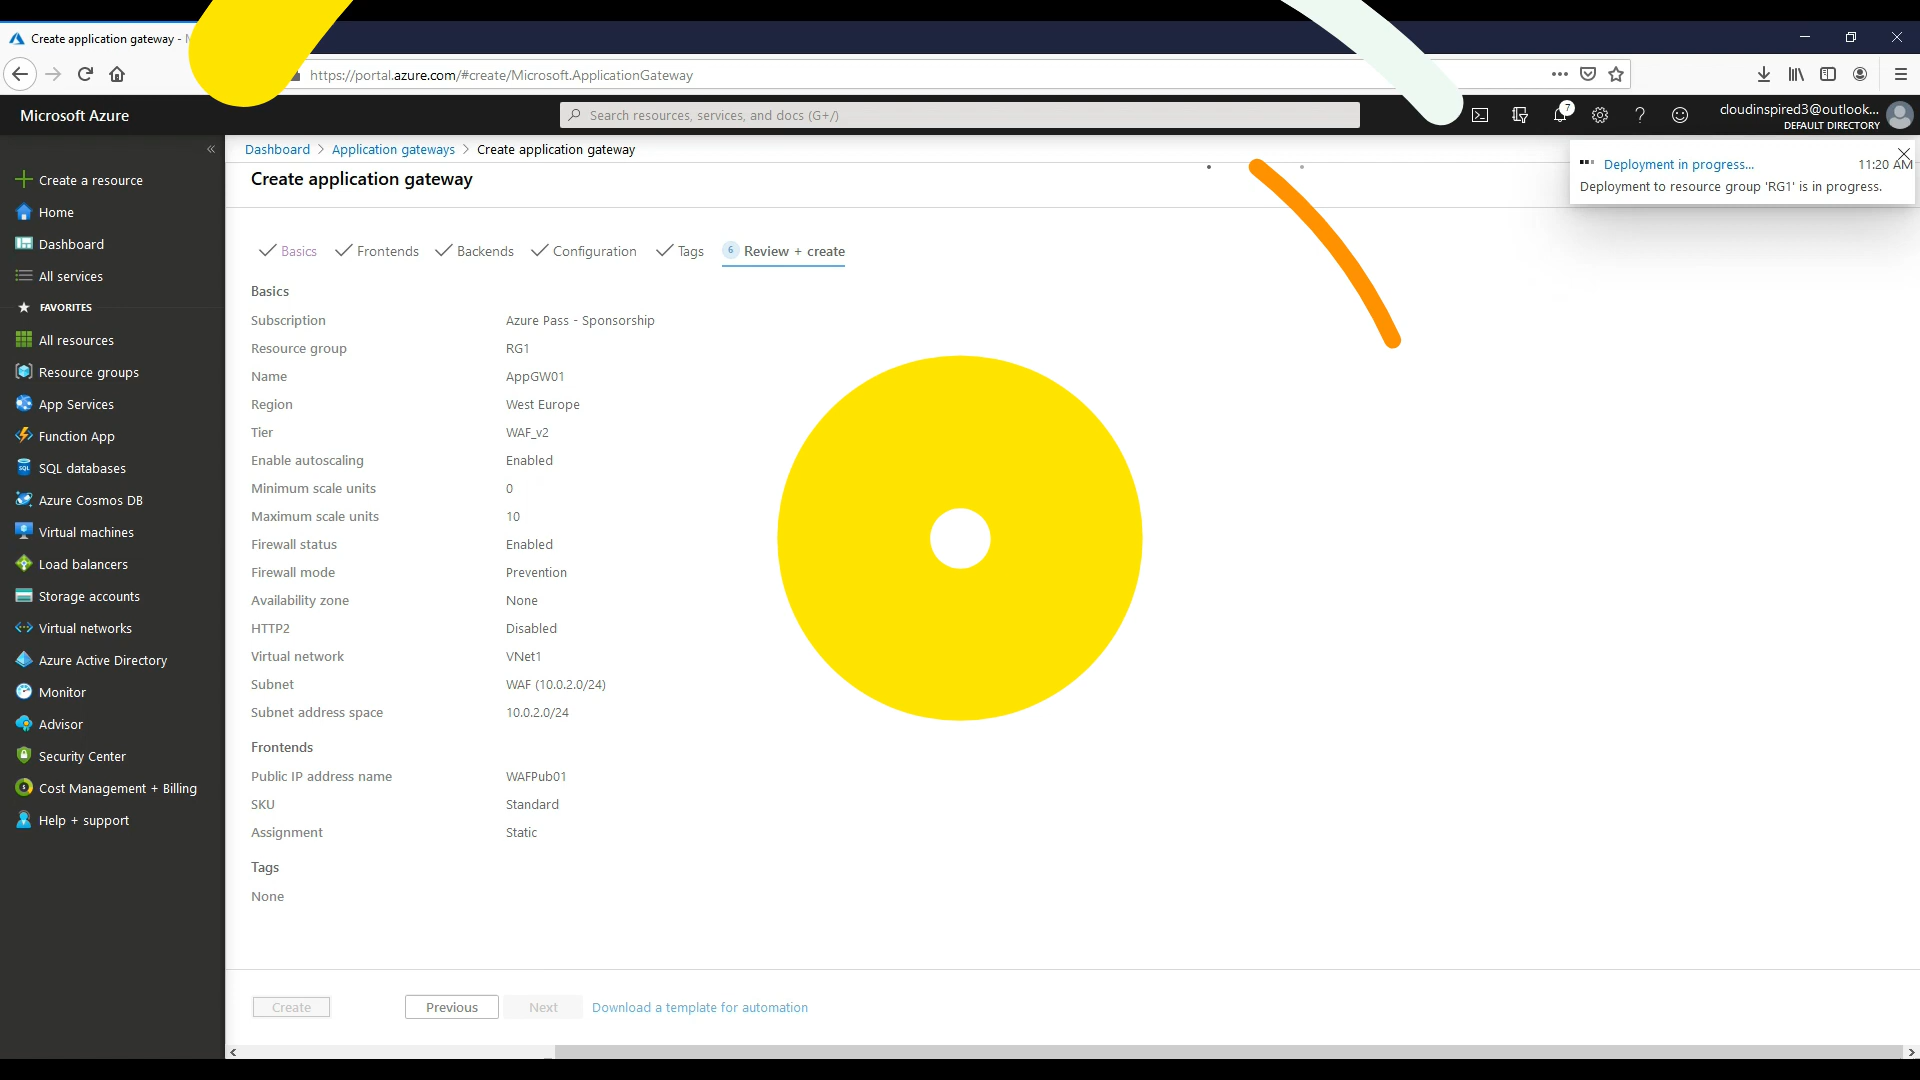 Create application gateway -
https://portal.azure.com/#create/Microsoft.ApplicationGateway
Microsoft Azure
Search resources, services, and docs (G+/)
7
cloudinspired3@outlook...
DEFAULT DIRECTORY
Dashboard > Application gateways > Create application gateway
Create application gateway
Deployment in progress... 11:20 AM
Deployment to resource group 'RG1' is in progress.
Create a resource
Home
Dashboard
All services
FAVORITES
All resources
Resource groups
App Services
Function App
SQL databases
Azure Cosmos DB
Virtual machines
Load balancers
Storage accounts
Virtual networks
Azure Active Directory
Monitor
Advisor
Security Center
Cost Management + Billing
Help + support
Basics Frontends Backends Configuration Tags 6 Review + create
Basics
Subscription Azure Pass - Sponsorship
Resource group RG1
Name AppGW01
Region West Europe
Tier WAF_v2
Enable autoscaling Enabled
Minimum scale units 0
Maximum scale units 10
Firewall status Enabled
Firewall mode Prevention
Availability zone None
HTTP2 Disabled
Virtual network VNet1
Subnet WAF (10.0.2.0/24)
Subnet address space 10.0.2.0/24
Frontends
Public IP address name WAFPub01
SKU Standard
Assignment Static
Tags
None
Create Previous Next Download a template for automation